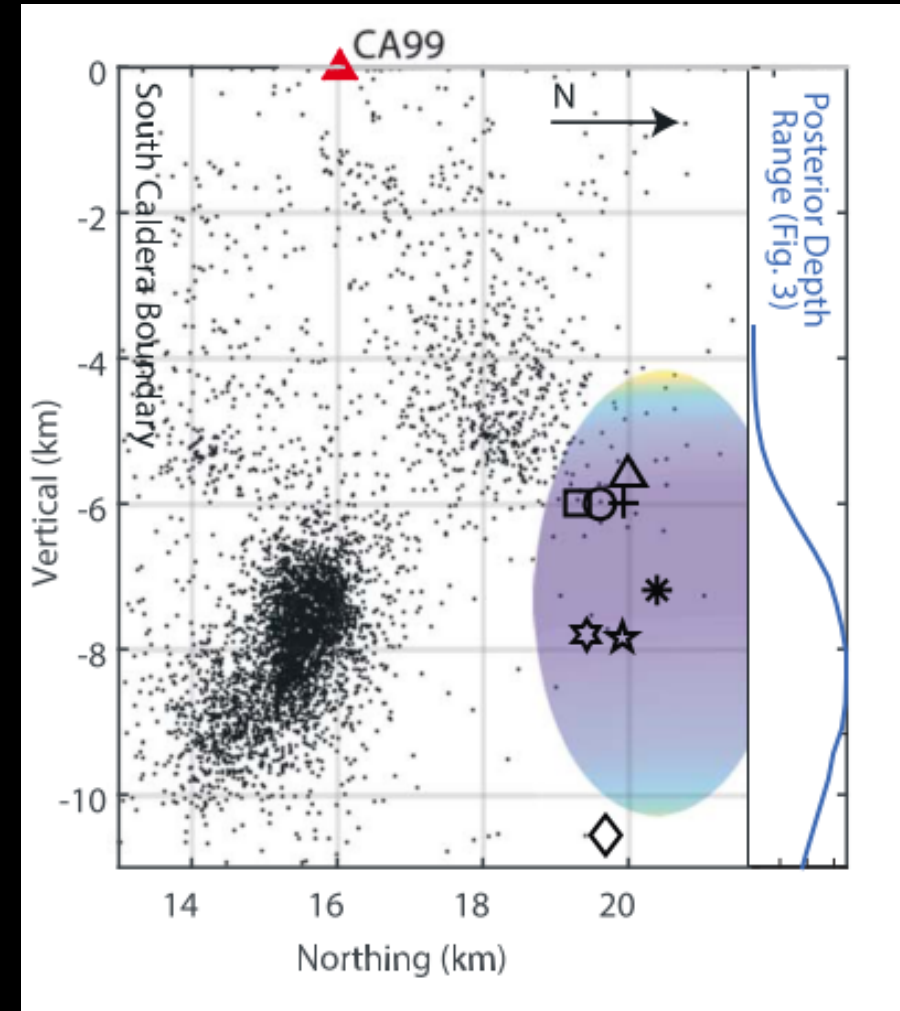 CA99
0
-2
-4
-6
-8
-10
Vertical (km)
South Caldera Boundary
N
Posterior Depth
Range (Fig. 3)
14
16
18
20
Northing (km)